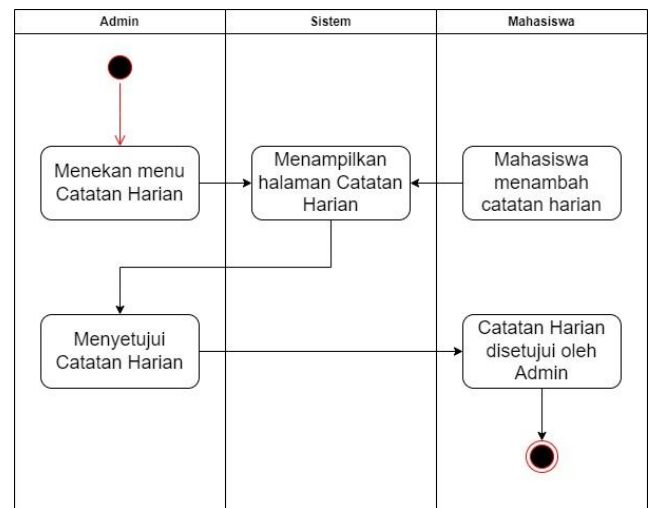 Admin
Sistem
Mahasiswa
Menekan menu
Catatan Harian
Menampilkan
halaman Catatan
Harian
Mahasiswa
menambah
catatan harian
Menyetujui
Catatan Harian
Catatan Harian
disetujui oleh
Admin